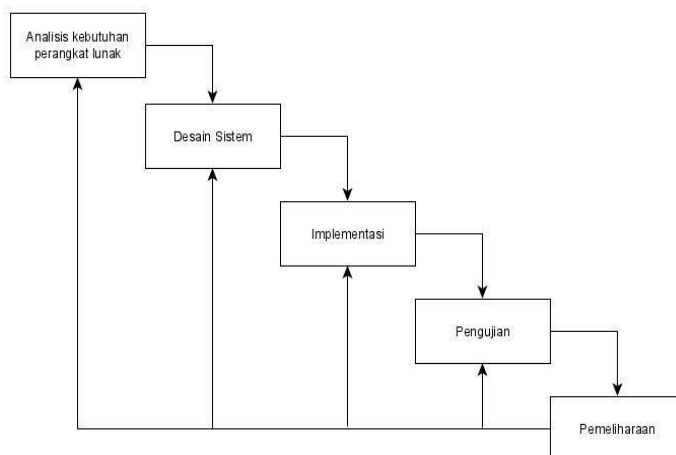 Analisis kebutuhan
perangkat lunak
Desain Sistem
Implementasi
Pengujian
Pemeliharaan